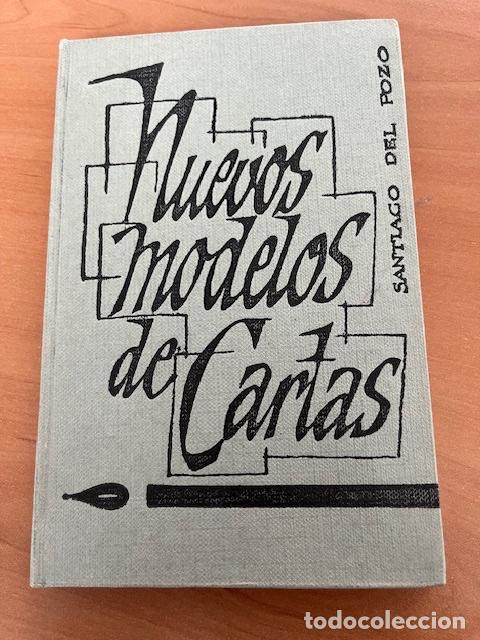 Nuevos
modelos
de Cartas
SANTIAGO DEL POZO
todocoleccion